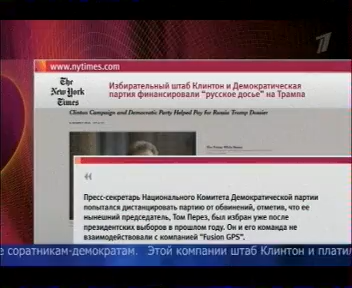 1
www.nytimes.com
The
New York
Times
Избирательный штаб Клинтон и Демократическая
партия финансировали "русское досье" на Трампа
Clinton Campaign and Democratic Party Helped Pay for Russia Trump Dossier
Пресс-секретарь Национального Комитета Демократической партии
попытался дистанцировать партию от обвинений, отметив, что ее
нынешний председатель, Том Перез, был избран уже после
президентских выборов в прошлом году. Он и его команда не
взаимодействовали с компанией "Fusion GPS".
е соратникам-демократам. Этой компании штаб Клинтон и платил